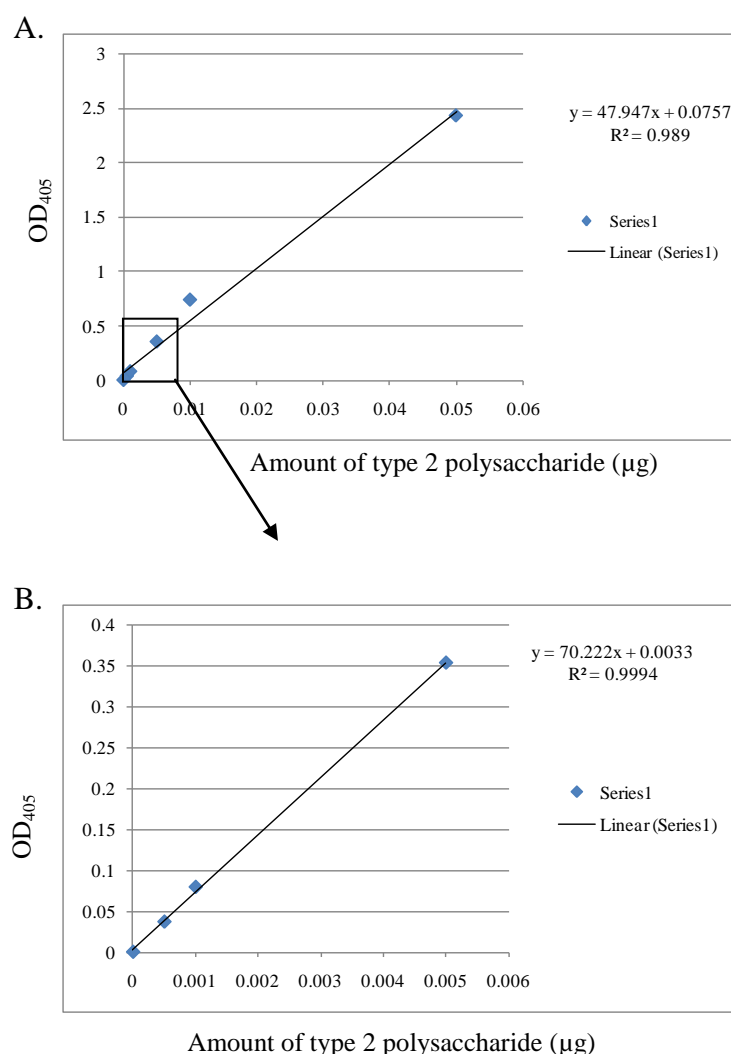 A.
3
2.5
2
1.5
1
0.5
0
0 0.01 0.02 0.03 0.04 0.05 0.06
OD₄₀₅
y = 47.947x + 0.0757
R² = 0.989
Series1
Linear (Series1)
Amount of type 2 polysaccharide (µg)
B.
0.4
0.35
0.3
0.25
0.2
0.15
0.1
0.05
0
0 0.001 0.002 0.003 0.004 0.005 0.006
OD₄₀₅
y = 70.222x + 0.0033
R² = 0.9994
Series1
Linear (Series1)
Amount of type 2 polysaccharide (µg)